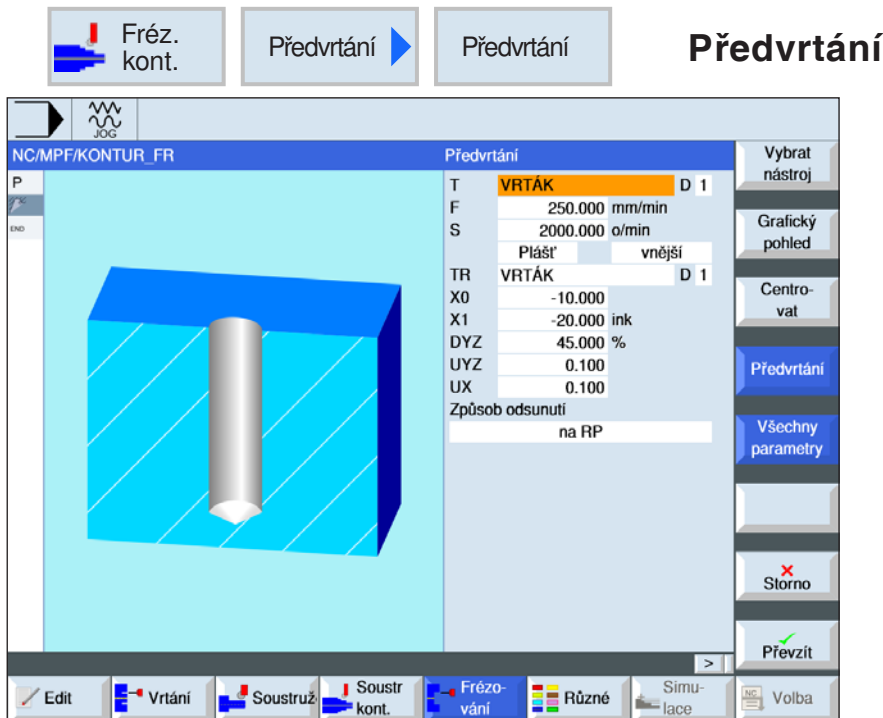 Fréz.
kont.
Předvrtání
Předvrtání
Předvrtání
JOG
NC/MPF/KONTUR_FR
Předvrtání
P
END
T VRTÁK D 1
F 250.000 mm/min
S 2000.000 o/min
Plášť vnější
TR VRTÁK D 1
X0 -10.000
X1 -20.000 ink
DYZ 45.000 %
UYZ 0.100
UX 0.100
Způsob odsunutí
na RP
Vybrat
nástroj
Grafický
pohled
Centro-
vat
Předvrtání
Všechny
parametry
Storno
Převzít
>
Edit
Vrtání
Soustruž.
Soustr
kont.
Frézo-
vání
Různé
Simu-
lace
NC
Volba